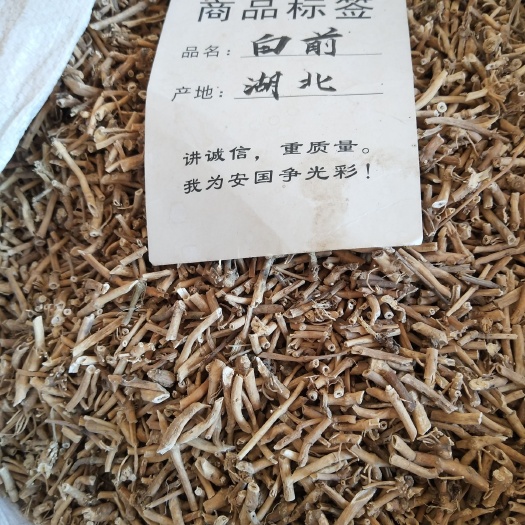 商品标签
品名：白前
产地：湖北
讲诚信，重质量。
我为安国争光彩！